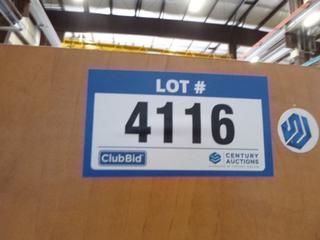 LOT #
4116
ClubBid
CENTURY
AUCTIONS